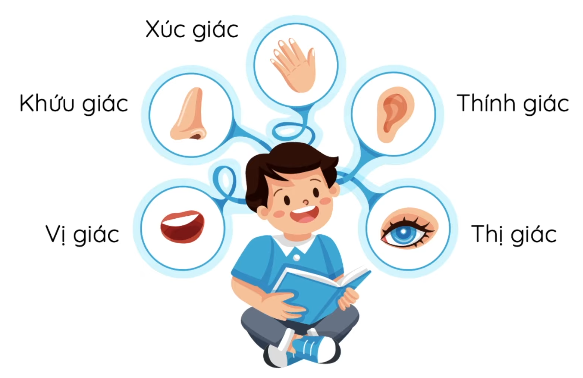 Xúc giác
Khứu giác
Thính giác
Vị giác
Thị giác